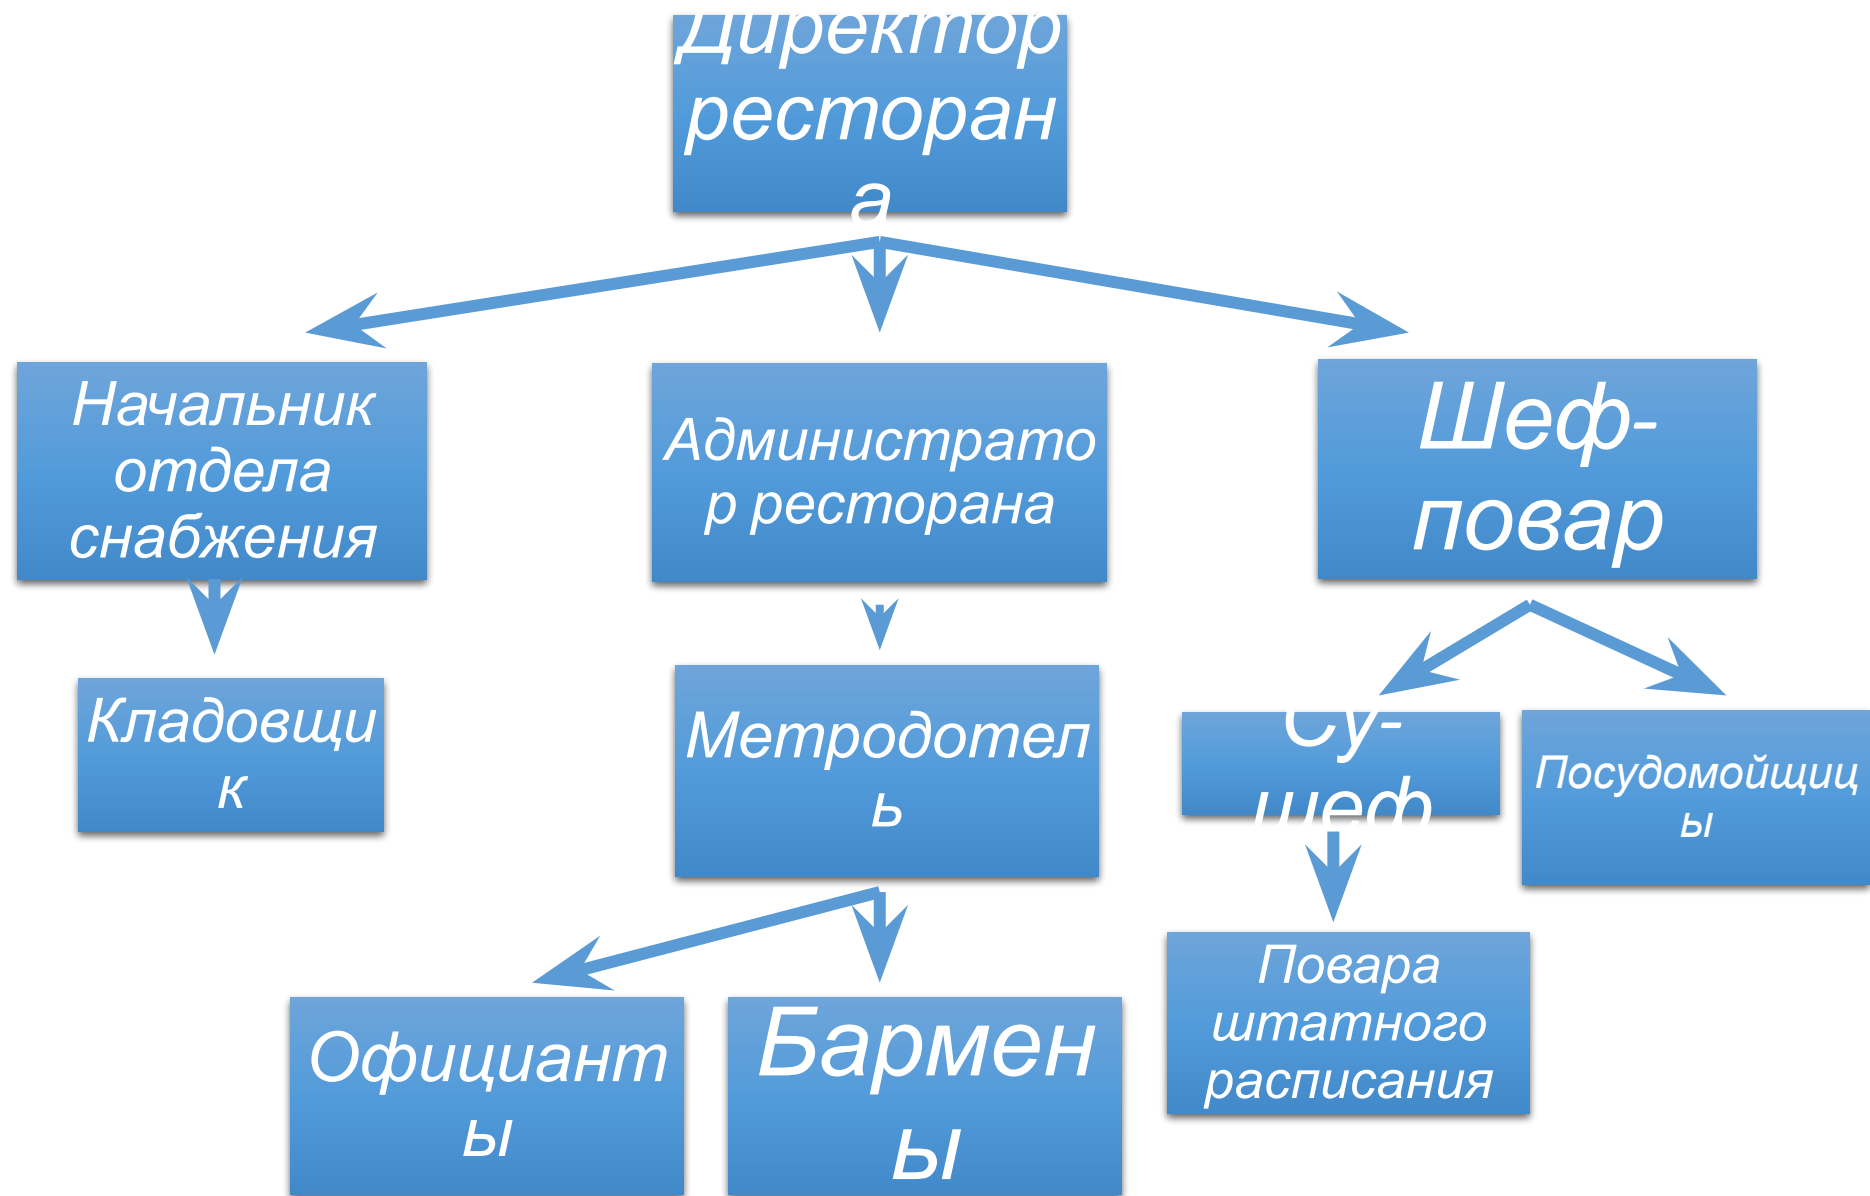 Директор
ресторан
а
Начальник
отдела
снабжения
Администрато
р ресторана
Шеф-
повар
Кладовщи
к
Метродотел
ь
Су-
шеф
Посудомойщиц
ы
Официант
ы
Бармен
ы
Повара
штатного
расписания